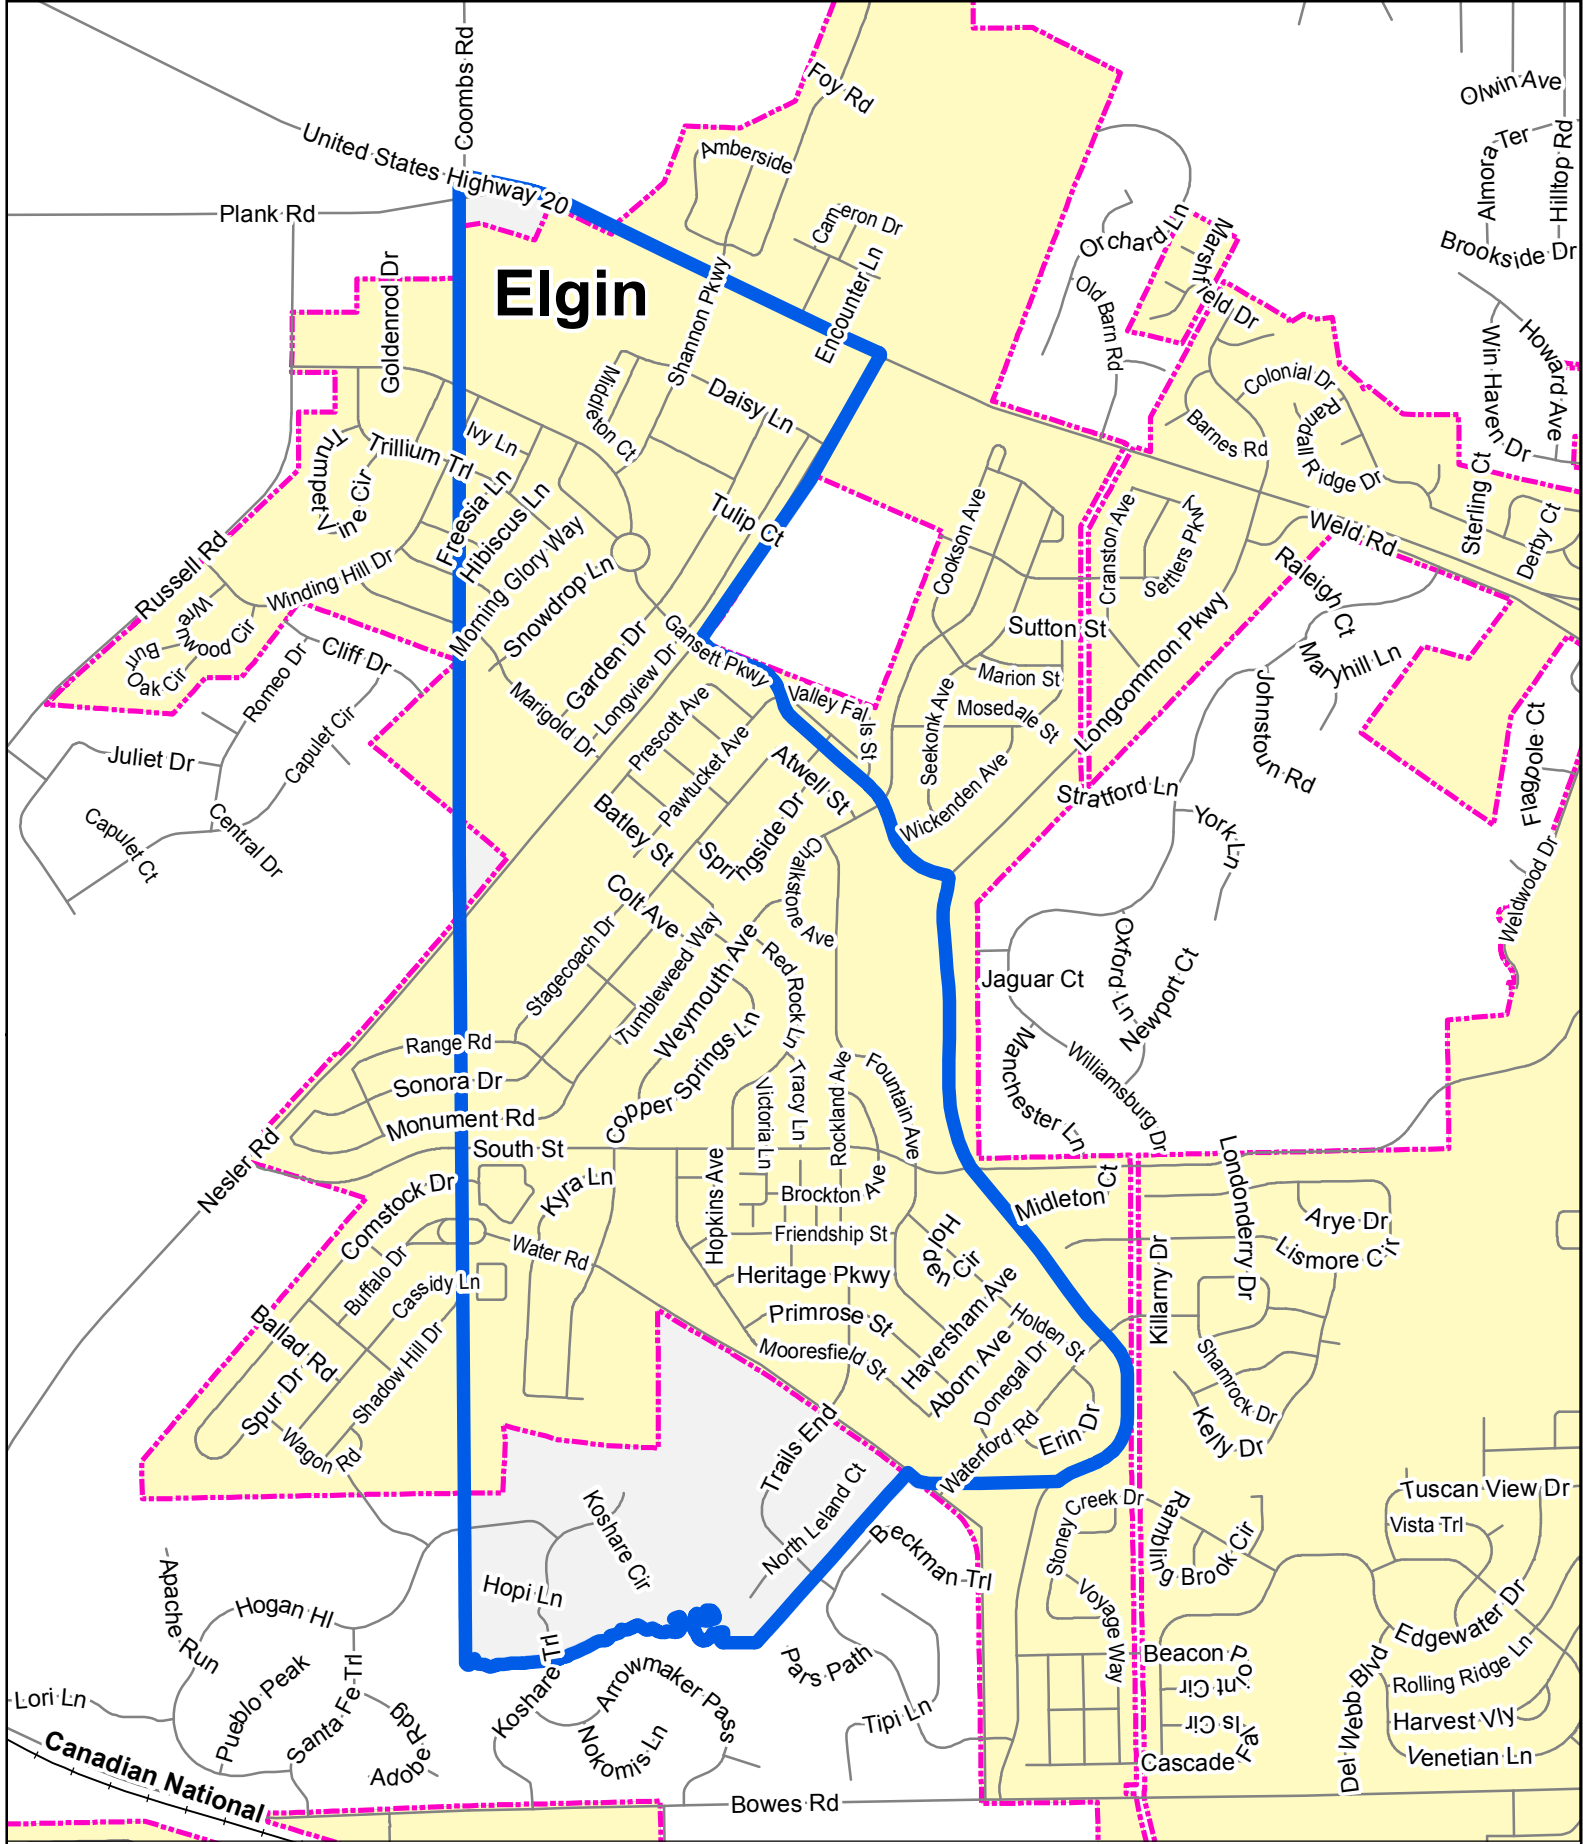 Coombs Rd
Foy Rd
Olwin Ave
United States Highway 20
Amberside
Almora Ter
Hilltop Rd
Plank Rd
Cameron Dr
Orchard Ln
Marshfield Dr
Brookside Dr
Goldenrod Dr
Elgin
Shannon Pkwy
Encounter Ln
Old Barn Rd
Win Haven Dr
Howard Ave
Middleton Ct
Daisy Ln
Colonial Dr
Randall Ridge Dr
Barnes Rd
Trumpet Vine Cir
Trillium Trl
Ivy Ln
Freesia Ln
Hibiscus Ln
Tulip Ct
Cookson Ave
Cranston Ave
Settlers Pkwy
Weld Rd
Sterling Ct
Derby Ct
Russell Rd
Winding Hill Dr
Morning Glory Way
Snowdrop Ln
Raleigh Ct
Wirewood Cir
Burr Oak Cir
Romeo Dr
Cliff Dr
Garden Dr
Longview Dr
Gansett Pkwy
Sutton St
Longcommon Pkwy
Maryhill Ln
Marigold Dr
Prescott Ave
Valley Falls St
Marion St
Mosedale St
Johnstown Rd
Flagpole Ct
Juliet Dr
Capulet Cir
Pawtucket Ave
Atwell St
Seekonk Ave
Wickenden Ave
Stratford Ln
York Ln
Capulet Ct
Central Dr
Batley St
Springside Dr
Chalkstone Ave
Weldwood Dr
Colt Ave
Stagecoach Dr
Tumbleweed Way
Weymouth Ave
Red Rock Ln
Jaguar Ct
Oxford Ln
Newport Ct
Range Rd
Sonora Dr
Monument Rd
Copper Springs Ln
Victoria Ln
Tracy Ln
Rockland Ave
Fountain Ave
Manchester Ln
Williamsburg Dr
Nesler Rd
South St
Comstock Dr
Kyra Ln
Hopkins Ave
Brockton Ave
Midleton Ct
Londonderry Dr
Arye Dr
Lismore Cir
Buffalo Dr
Cassidy Ln
Water Rd
Friendship St
Holden Cir
Heritage Pkwy
Killarny Dr
Ballad Rd
Shadow Hill Dr
Primrose St
Mooresfield St
Haversham Ave
Aborn Ave
Holden St
Donegal Dr
Shamrock Dr
Spur Dr
Wagon Rd
Trails End
Waterford Rd
Erin Dr
Kelly Dr
Koshare Cir
North Leland Ct
Beckman Trl
Stoney Creek Dr
Rambling Brook Cir
Tuscan View Dr
Vista Trl
Apache Run
Hogan Hl
Hopi Ln
Voyage Way
Edgewater Dr
Pueblo Peak
Santa Fe Trl
Koshare Trl
Arrowmaker Pass
Pars Path
Beacon Point Cir
Rolling Ridge Ln
Lori Ln
Adobe Rdg
Nokomis Ln
Tipi Ln
Cascade Falls Cir
Del Webb Blvd
Harvest Vly
Venetian Ln
Canadian National
Bowes Rd